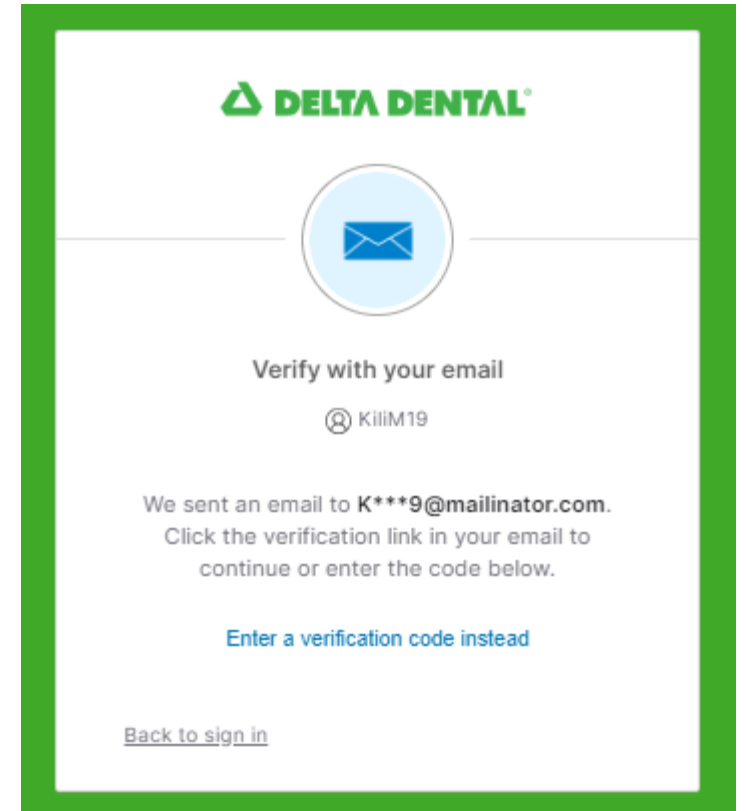 DELTA DENTAL®
Verify with your email
KiliM19
We sent an email to K***9@mailinator.com.
Click the verification link in your email to
continue or enter the code below.
Enter a verification code instead
Back to sign in